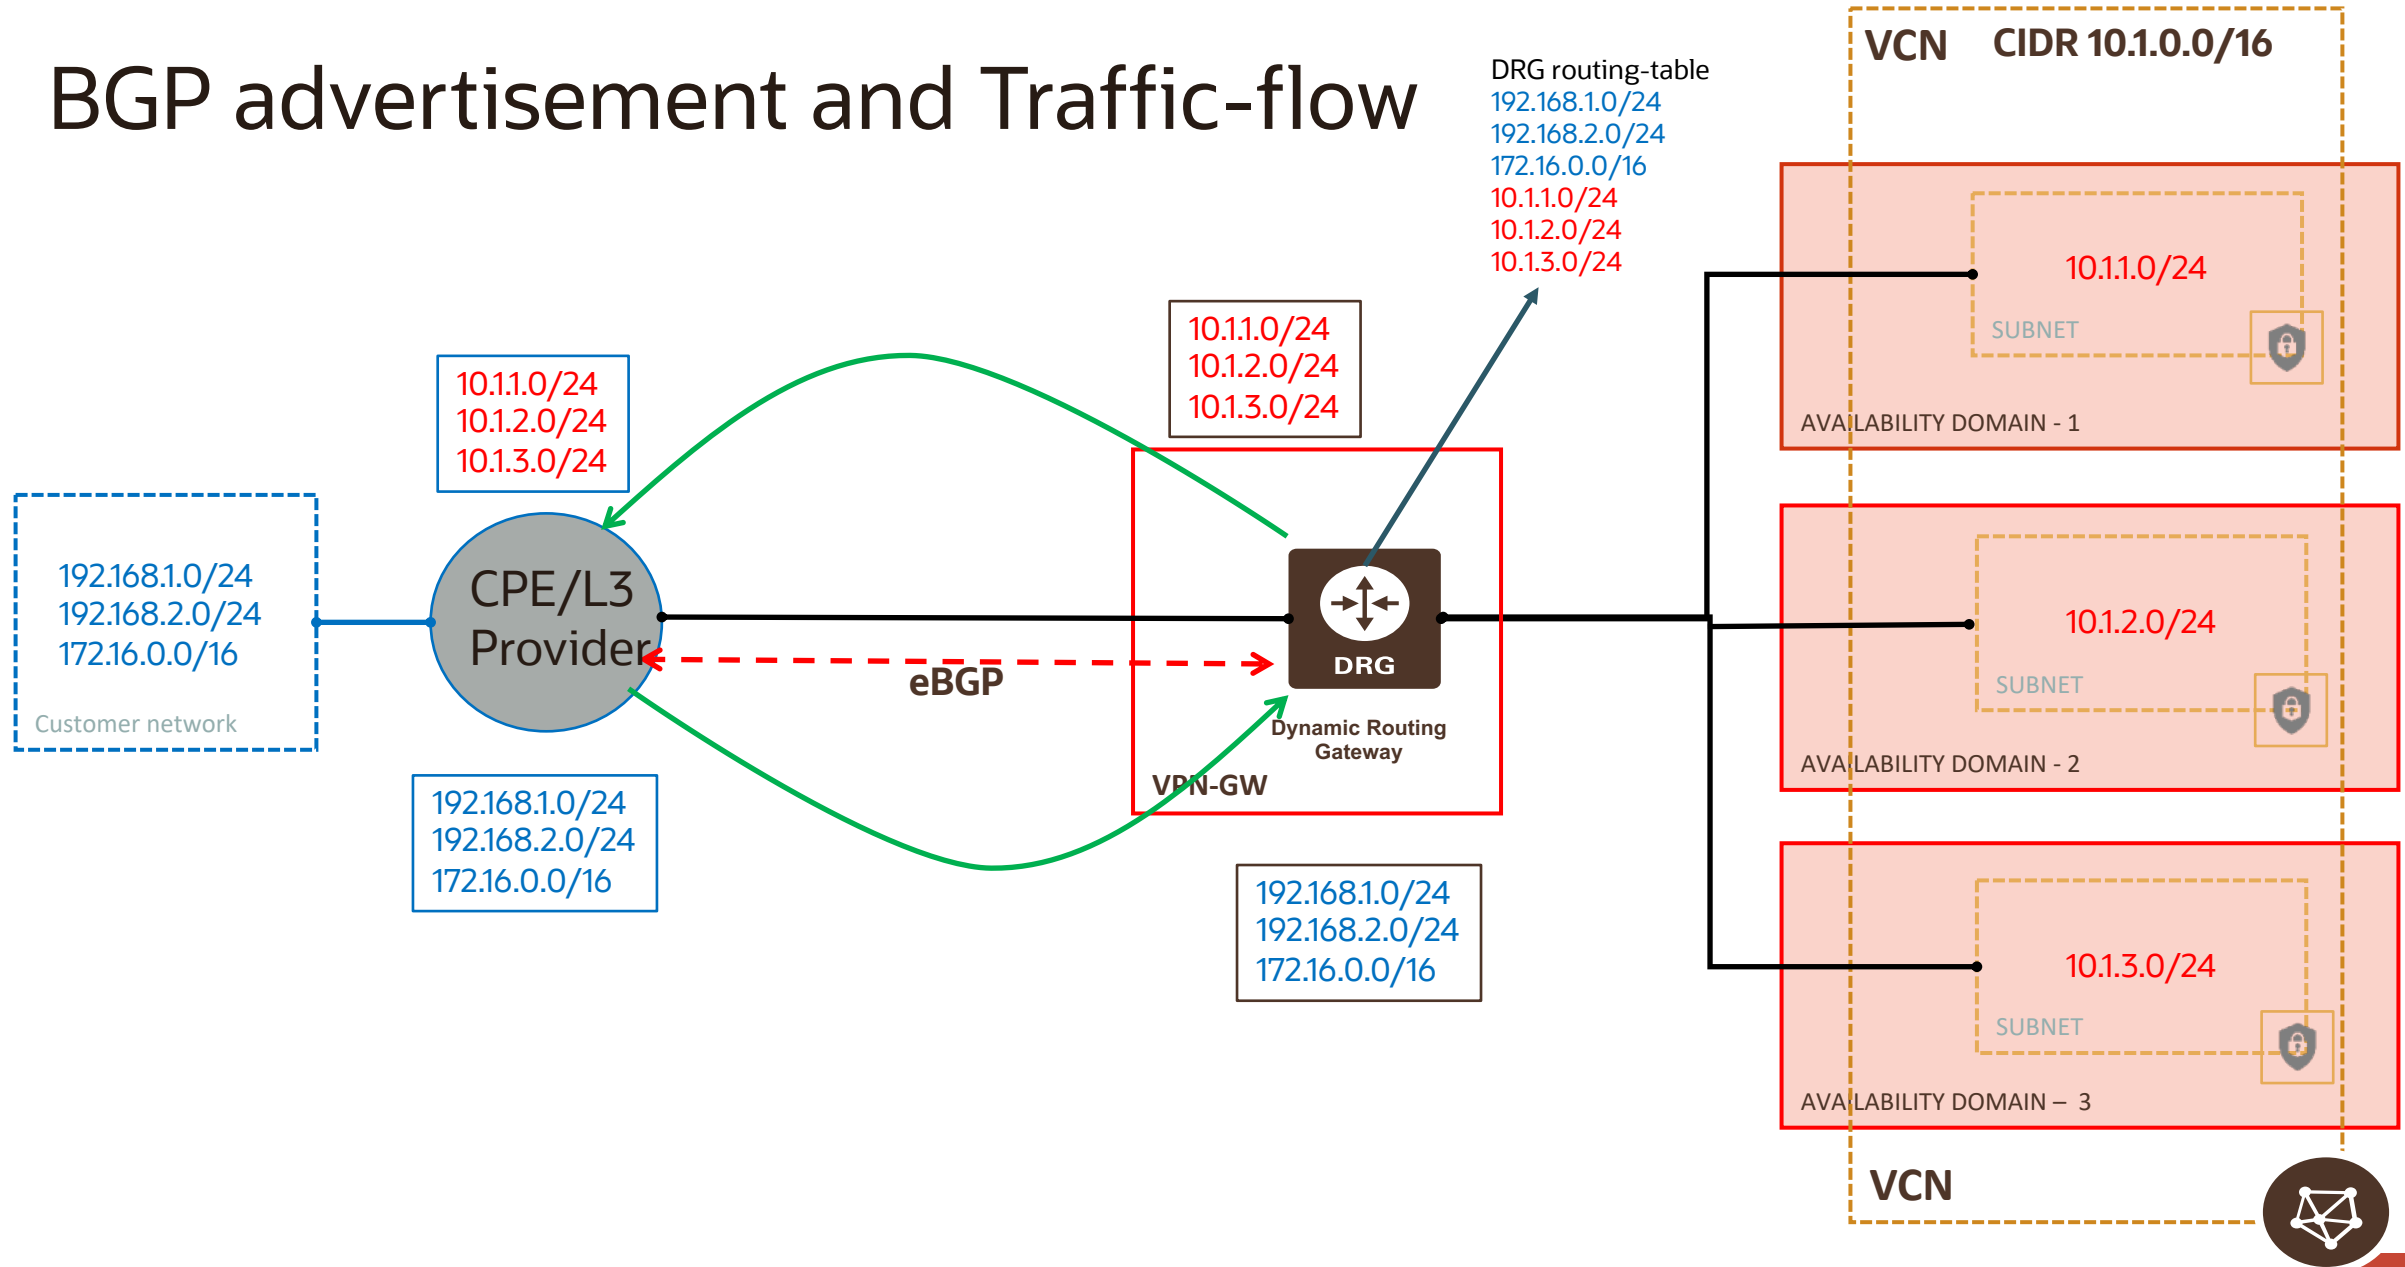 BGP advertisement and Traffic-flow
DRG routing-table
192.168.1.0/24
192.168.2.0/24
172.16.0.0/16
10.1.1.0/24
10.1.2.0/24
10.1.3.0/24
VCN CIDR 10.1.0.0/16
10.1.1.0/24
SUBNET
AVAILABILITY DOMAIN - 1
10.1.1.0/24
10.1.2.0/24
10.1.3.0/24
10.1.1.0/24
10.1.2.0/24
10.1.3.0/24
192.168.1.0/24
192.168.2.0/24
172.16.0.0/16
Customer network
CPE/L3
Provider
eBGP
DRG
Dynamic Routing
Gateway
VPN-GW
10.1.2.0/24
SUBNET
AVAILABILITY DOMAIN - 2
192.168.1.0/24
192.168.2.0/24
172.16.0.0/16
192.168.1.0/24
192.168.2.0/24
172.16.0.0/16
10.1.3.0/24
SUBNET
AVAILABILITY DOMAIN – 3
VCN